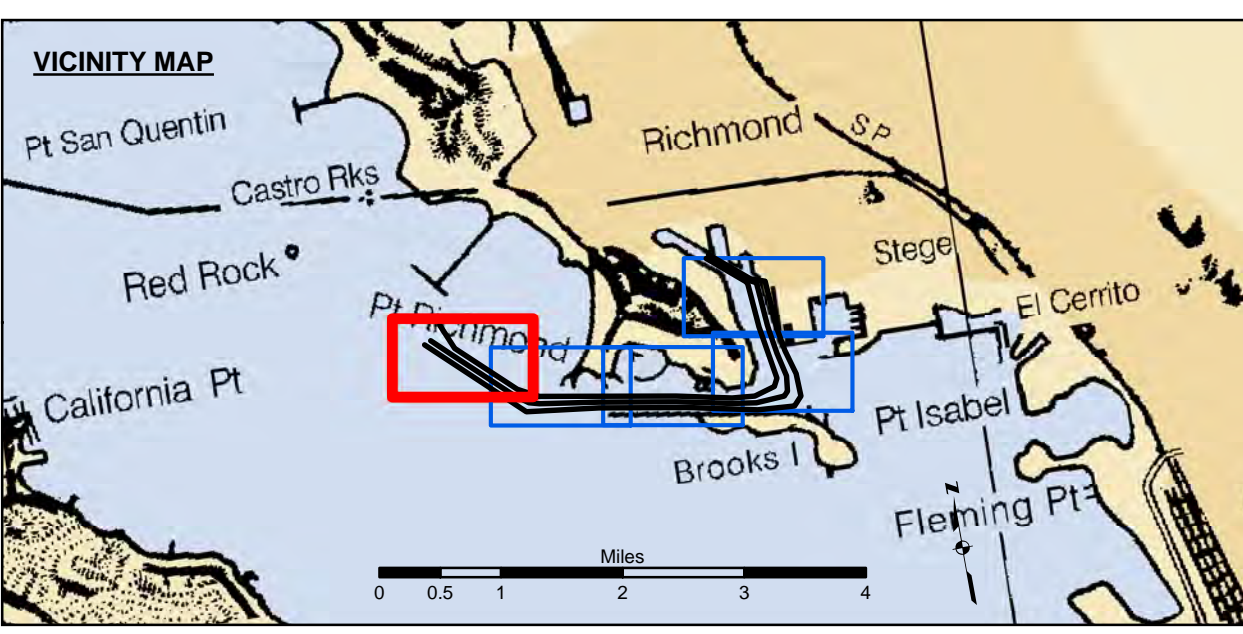 VICINITY MAP
Pt San Quentin
Richmond
S P
Castro Rks
Stege
Red Rock
El Cerrito
Pt Richmond
California Pt
Pt Isabel
Brooks I
Fleming Pt
N
Miles
0 0.5 1 2 3 4